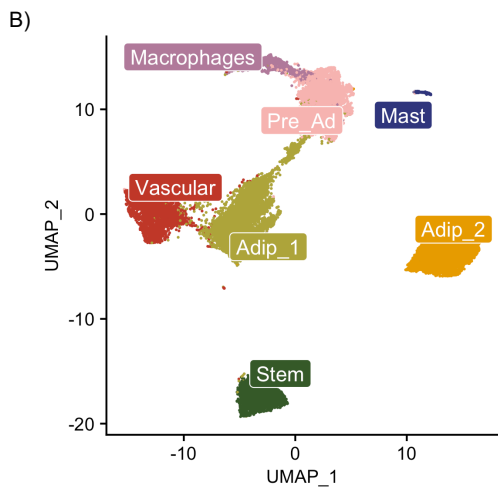 B)
Macrophages
10
Pre_Ad
Mast
Vascular
UMAP_2
0
Adip_1
Adip_2
-10
Stem
-20
-10
0
10
UMAP_1